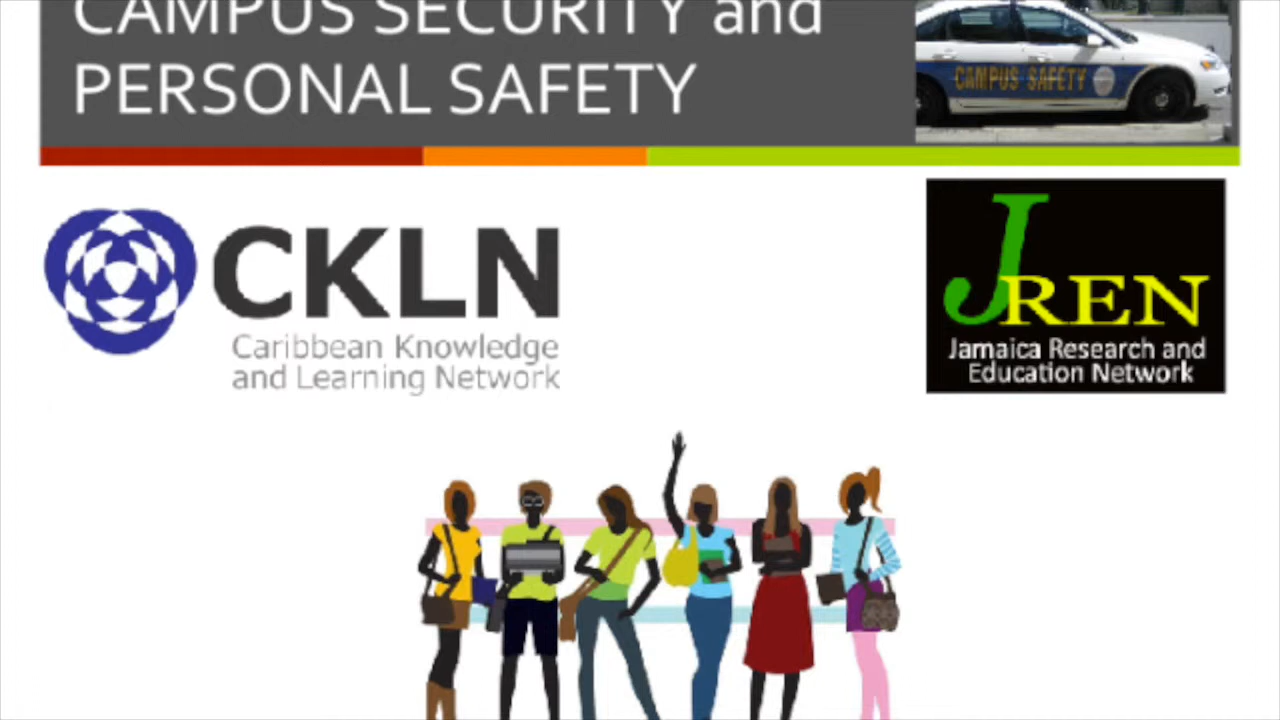 CAMPUS SECURITY and
PERSONAL SAFETY
CAMPUS SAFETY
CKLN
Caribbean Knowledge
and Learning Network
JREN
Jamaica Research and
Education Network